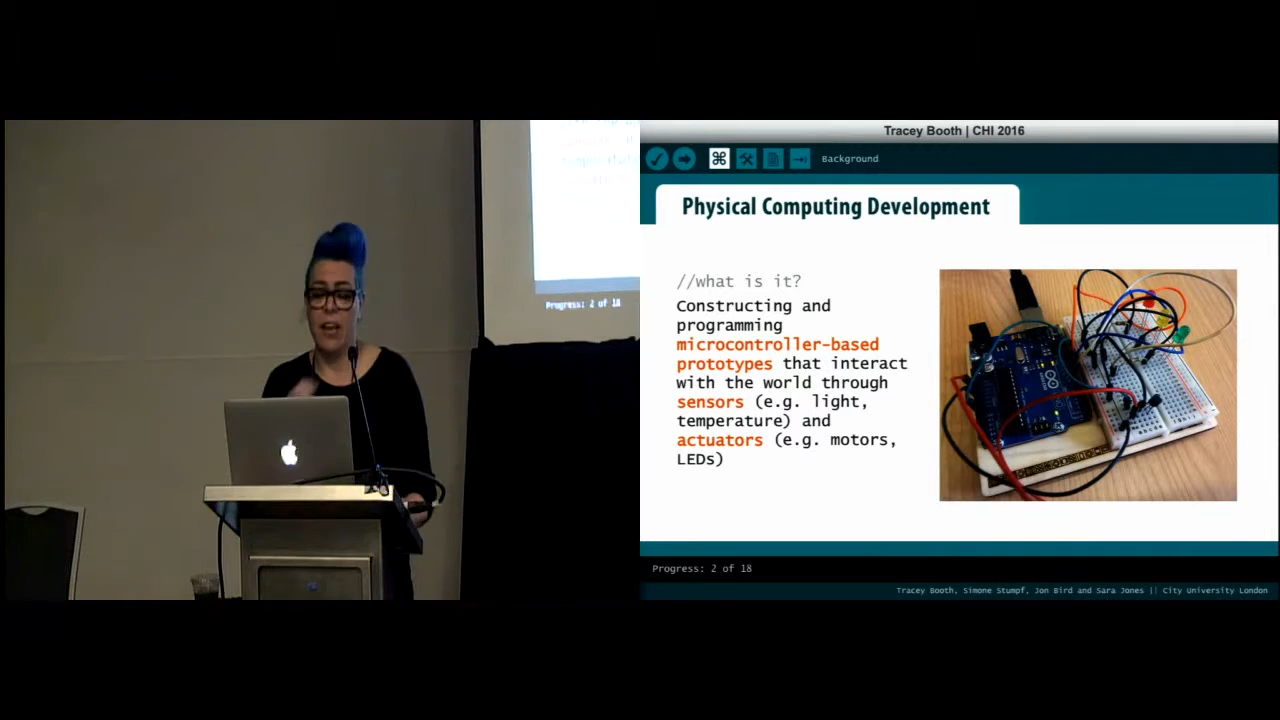 Tracey Booth | CHI 2016
Background
Physical Computing Development
//what is it?
Constructing and
programming
microcontroller-based
prototypes that interact
with the world through
sensors (e.g. light,
temperature) and
actuators (e.g. motors,
LEDs)
Progress: 2 of 18
Progress: 2 of 18
Tracey Booth, Simone Stumpf, Jon Bird and Sara Jones || City University London